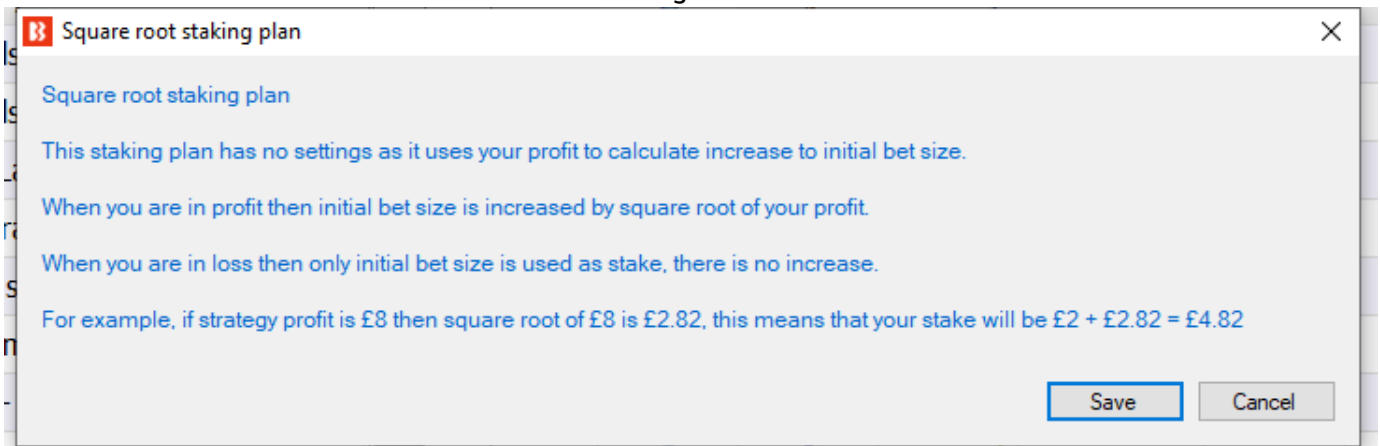 Square root staking plan
Square root staking plan
This staking plan has no settings as it uses your profit to calculate increase to initial bet size.
When you are in profit then initial bet size is increased by square root of your profit.
When you are in loss then only initial bet size is used as stake, there is no increase.
For example, if strategy profit is £8 then square root of £8 is £2.82, this means that your stake will be £2 + £2.82 = £4.82
Save Cancel